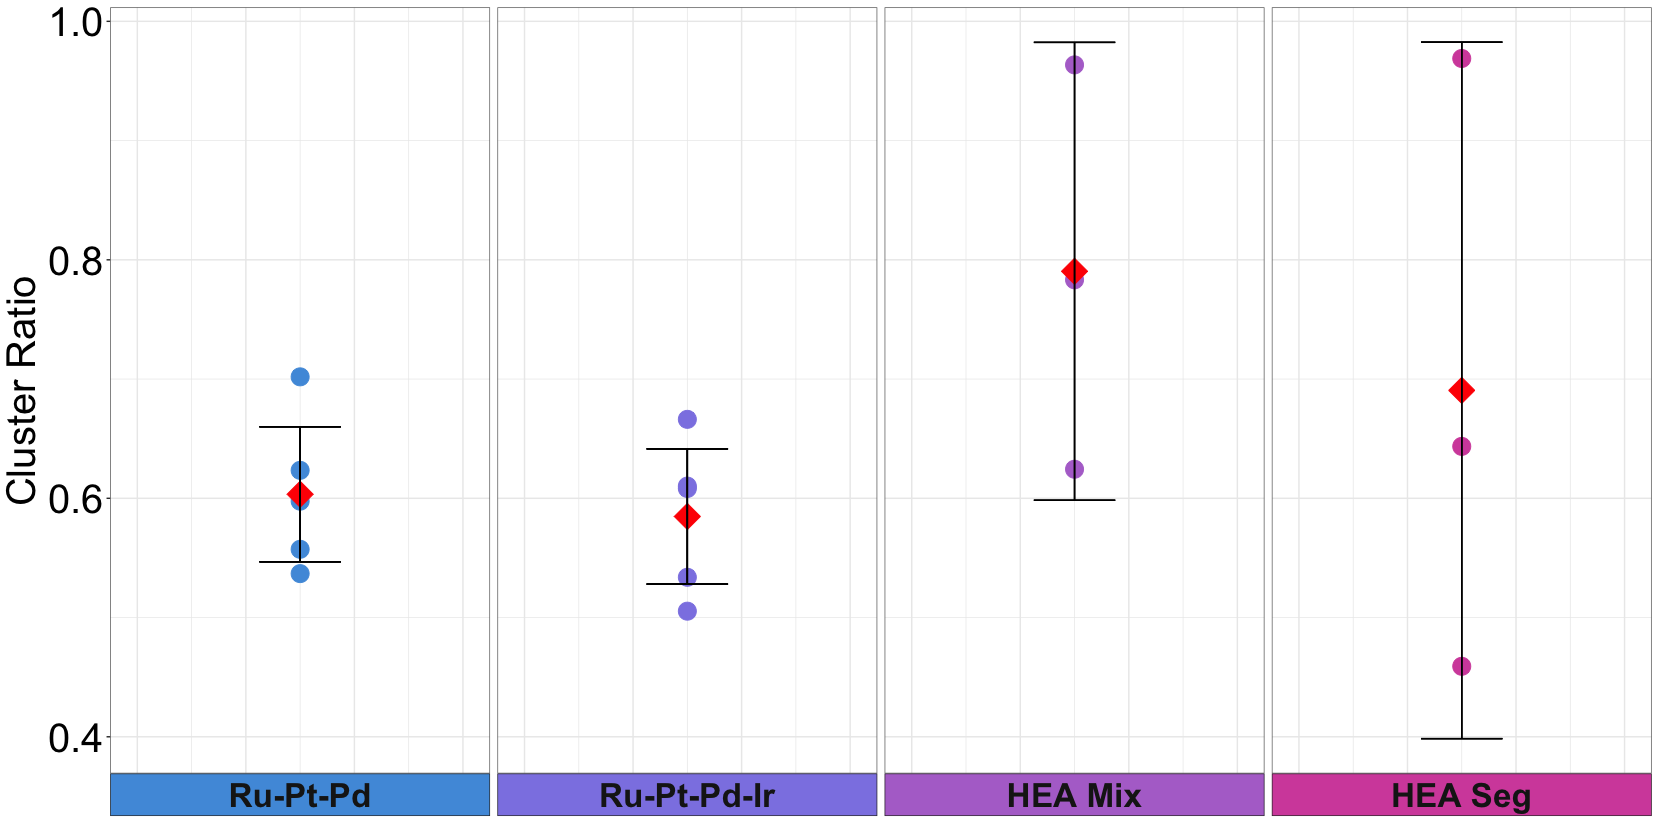 Cluster Ratio
1.0
0.8
0.6
0.4
Ru-Pt-Pd
Ru-Pt-Pd-Ir
HEA Mix
HEA Seg